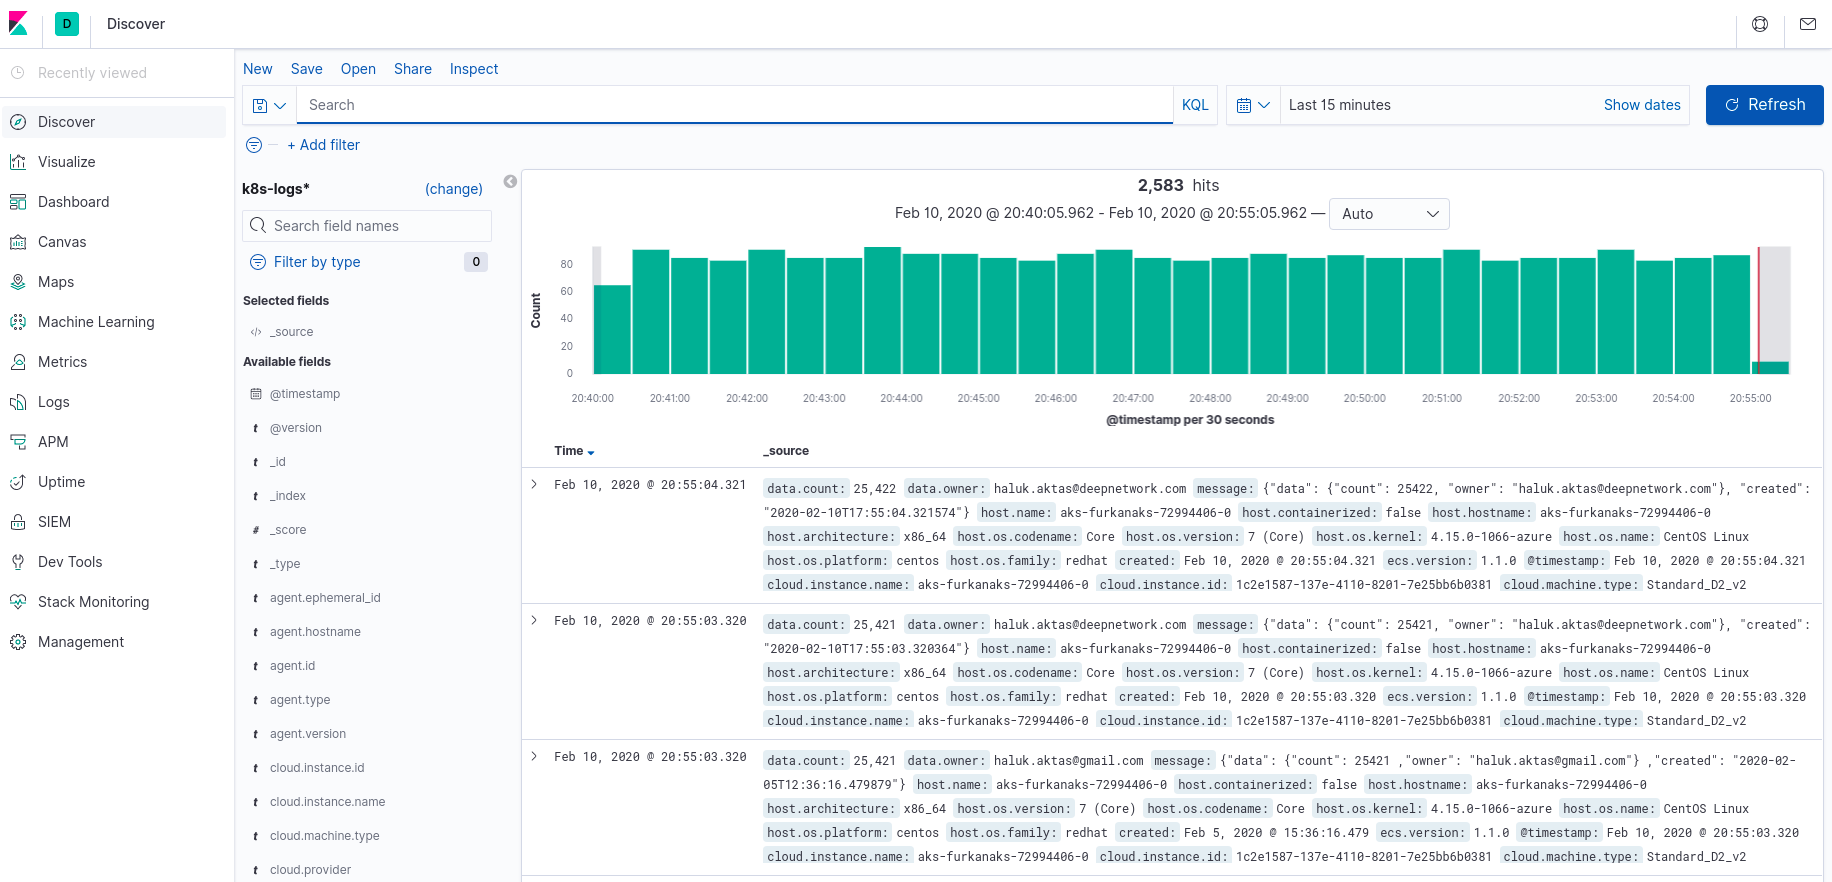 D Discover
Recently viewed
Discover
Visualize
Dashboard
Canvas
Maps
Machine Learning
Metrics
Logs
APM
Uptime
SIEM
Dev Tools
Stack Monitoring
Management
New Save Open Share Inspect
Search KQL Last 15 minutes Show dates Refresh
+ Add filter
k8s-logs* (change)
Search field names
Filter by type 0
Selected fields
</> _source
Available fields
@timestamp
t @version
t _id
t _index
# _score
t _type
t agent.ephemeral_id
t agent.hostname
t agent.id
t agent.type
t agent.version
t cloud.instance.id
t cloud.instance.name
t cloud.machine.type
t cloud.provider
2,583 hits
Feb 10, 2020 @ 20:40:05.962 - Feb 10, 2020 @ 20:55:05.962 — Auto
Count
80
60
40
20
0
20:40:00 20:41:00 20:42:00 20:43:00 20:44:00 20:45:00 20:46:00 20:47:00 20:48:00 20:49:00 20:50:00 20:51:00 20:52:00 20:53:00 20:54:00 20:55:00
@timestamp per 30 seconds
Time _source
Feb 10, 2020 @ 20:55:04.321 data.count: 25,422 data.owner: haluk.aktas@deepnetwork.com message: {"data": {"count": 25422, "owner": "haluk.aktas@deepnetwork.com"}, "created":
"2020-02-10T17:55:04.321574"} host.name: aks-furkanaks-72994406-0 host.containerized: false host.hostname: aks-furkanaks-72994406-0
host.architecture: x86_64 host.os.codename: Core host.os.version: 7 (Core) host.os.kernel: 4.15.0-1066-azure host.os.name: CentOS Linux
host.os.platform: centos host.os.family: redhat created: Feb 10, 2020 @ 20:55:04.321 ecs.version: 1.1.0 @timestamp: Feb 10, 2020 @ 20:55:04.321
cloud.instance.name: aks-furkanaks-72994406-0 cloud.instance.id: 1c2e1587-137e-4110-8201-7e25bb6b0381 cloud.machine.type: Standard_D2_v2
Feb 10, 2020 @ 20:55:03.320 data.count: 25,421 data.owner: haluk.aktas@deepnetwork.com message: {"data": {"count": 25421, "owner": "haluk.aktas@deepnetwork.com"}, "created":
"2020-02-10T17:55:03.320364"} host.name: aks-furkanaks-72994406-0 host.containerized: false host.hostname: aks-furkanaks-72994406-0
host.architecture: x86_64 host.os.codename: Core host.os.version: 7 (Core) host.os.kernel: 4.15.0-1066-azure host.os.name: CentOS Linux
host.os.platform: centos host.os.family: redhat created: Feb 10, 2020 @ 20:55:03.320 ecs.version: 1.1.0 @timestamp: Feb 10, 2020 @ 20:55:03.320
cloud.instance.name: aks-furkanaks-72994406-0 cloud.instance.id: 1c2e1587-137e-4110-8201-7e25bb6b0381 cloud.machine.type: Standard_D2_v2
Feb 10, 2020 @ 20:55:03.320 data.count: 25,421 data.owner: haluk.aktas@gmail.com message: {"data": {"count": 25421 ,"owner": "haluk.aktas@gmail.com"} ,"created": "2020-02-
05T12:36:16.479879"} host.name: aks-furkanaks-72994406-0 host.containerized: false host.hostname: aks-furkanaks-72994406-0
host.architecture: x86_64 host.os.version: 7 (Core) host.os.codename: Core host.os.kernel: 4.15.0-1066-azure host.os.name: CentOS Linux
host.os.platform: centos host.os.family: redhat created: Feb 5, 2020 @ 15:36:16.479 ecs.version: 1.1.0 @timestamp: Feb 10, 2020 @ 20:55:03.320
cloud.instance.name: aks-furkanaks-72994406-0 cloud.instance.id: 1c2e1587-137e-4110-8201-7e25bb6b0381 cloud.machine.type: Standard_D2_v2